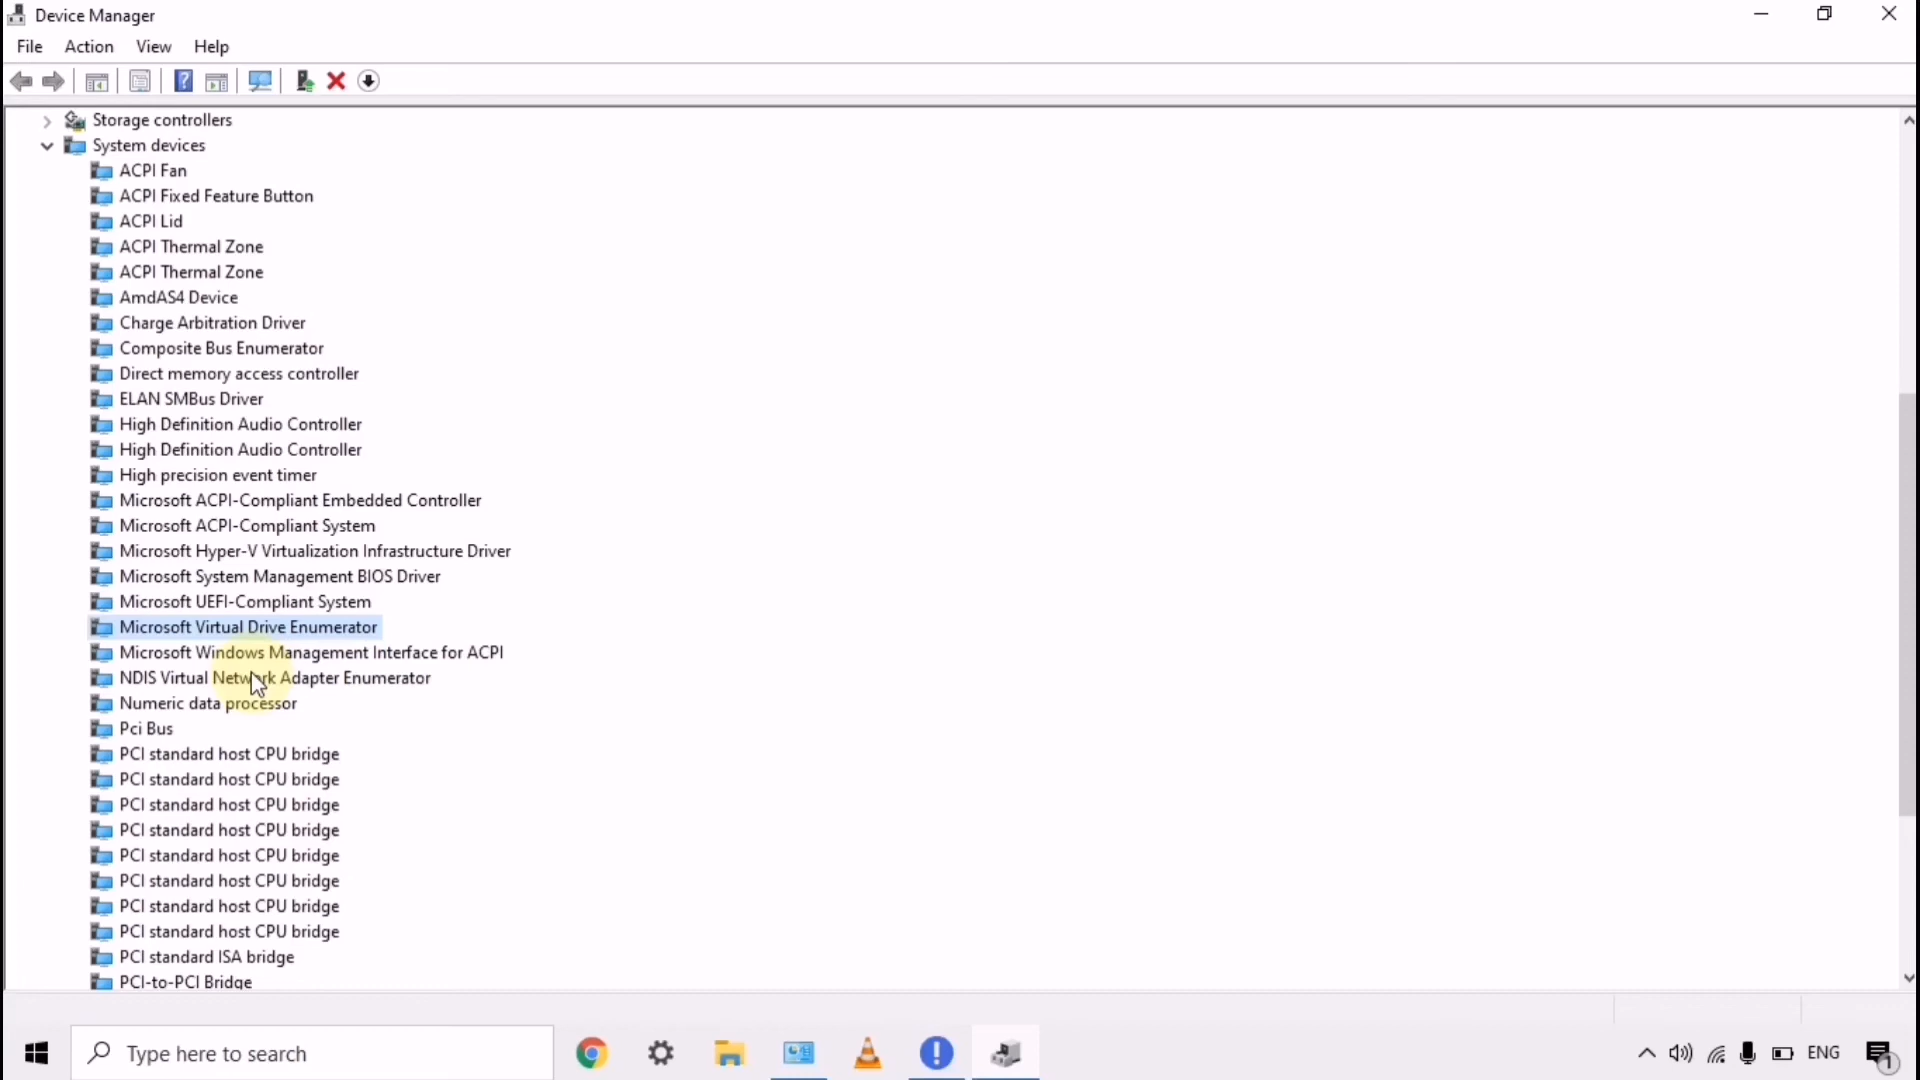 Device Manager
File Action View Help
Storage controllers
System devices
ACPI Fan
ACPI Fixed Feature Button
ACPI Lid
ACPI Thermal Zone
ACPI Thermal Zone
AmdAS4 Device
Charge Arbitration Driver
Composite Bus Enumerator
Direct memory access controller
ELAN SMBus Driver
High Definition Audio Controller
High Definition Audio Controller
High precision event timer
Microsoft ACPI-Compliant Embedded Controller
Microsoft ACPI-Compliant System
Microsoft Hyper-V Virtualization Infrastructure Driver
Microsoft System Management BIOS Driver
Microsoft UEFI-Compliant System
Microsoft Virtual Drive Enumerator
Microsoft Windows Management Interface for ACPI
NDIS Virtual Network Adapter Enumerator
Numeric data processor
Pci Bus
PCI standard host CPU bridge
PCI standard host CPU bridge
PCI standard host CPU bridge
PCI standard host CPU bridge
PCI standard host CPU bridge
PCI standard host CPU bridge
PCI standard host CPU bridge
PCI standard host CPU bridge
PCI standard ISA bridge
PCI-to-PCI Bridge
Type here to search
ENG
1